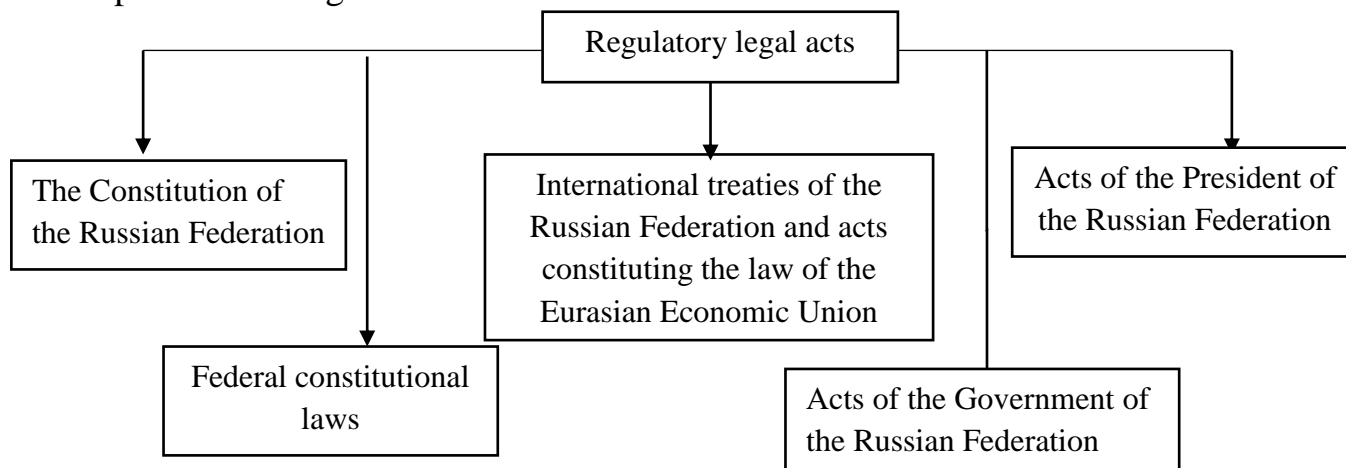 Regulatory legal acts
The Constitution of
the Russian Federation
International treaties of the
Russian Federation and acts
constituting the law of the
Eurasian Economic Union
Acts of the President of
the Russian Federation
Federal constitutional
laws
Acts of the Government of
the Russian Federation